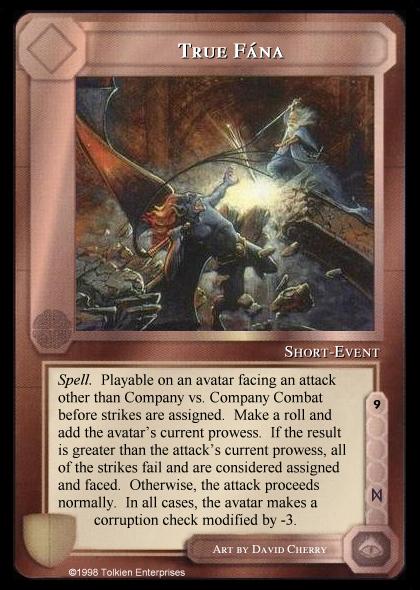 True Fána
Short-Event
Spell. Playable on an avatar facing an attack
other than Company vs. Company Combat
before strikes are assigned. Make a roll and
add the avatar's current prowess. If the result
is greater than the attack's current prowess, all
of the strikes fail and are considered assigned
and faced. Otherwise, the attack proceeds
normally. In all cases, the avatar makes a
corruption check modified by -3.
9
Art by David Cherry
©1998 Tolkien Enterprises